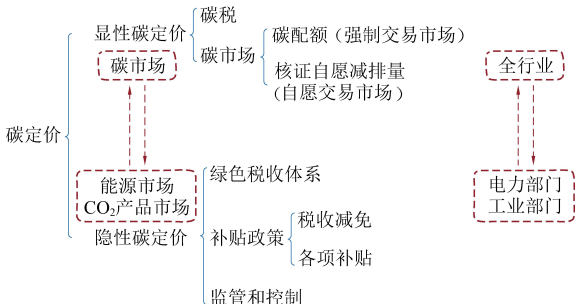 碳定价
显性碳定价
碳税
碳市场
碳配额（强制交易市场）
核证自愿减排量
(自愿交易市场)
碳市场
能源市场
CO₂产品市场
隐性碳定价
绿色税收体系
补贴政策
税收减免
各项补贴
监管和控制
全行业
电力部门
工业部门